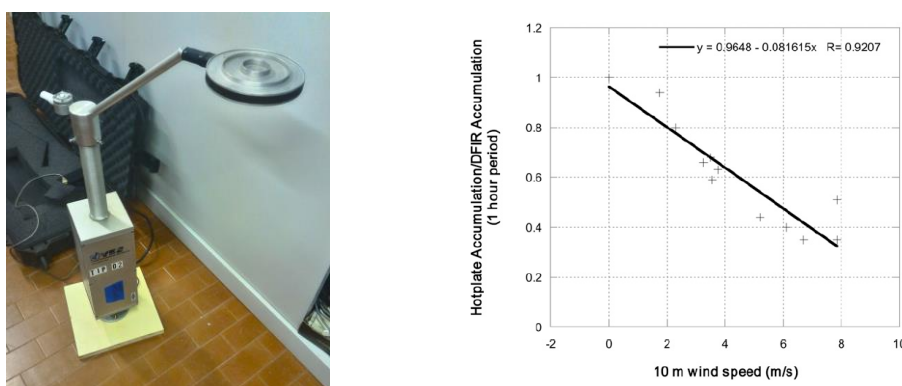 TIP 02
y = 0.9648 - 0.081615x R= 0.9207
Hotplate Accumulation/DFIR Accumulation
(1 hour period)
1.2
1
0.8
0.6
0.4
0.2
0
-2 0 2 4 6 8 10
10 m wind speed (m/s)